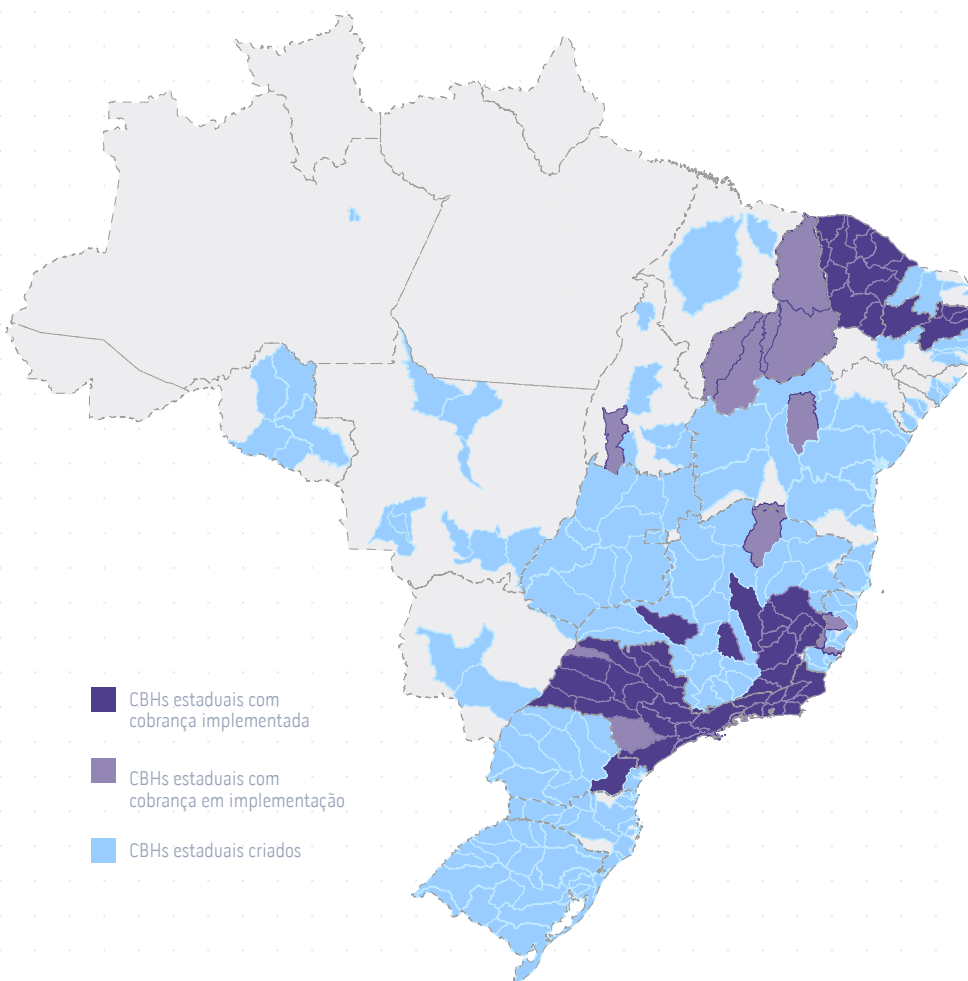 CBHs estaduais com
cobrança implementada
CBHs estaduais com
cobrança em implementação
CBHs estaduais criados